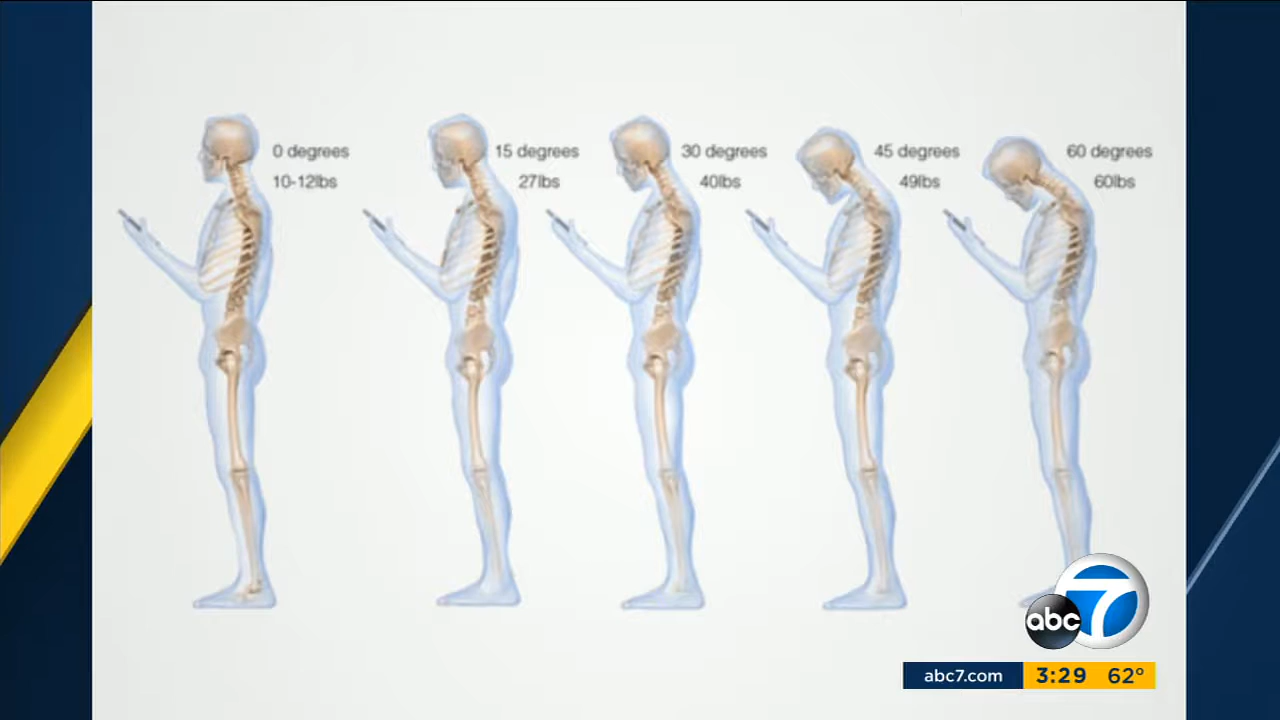 0 degrees
10-12lbs
15 degrees
27lbs
30 degrees
40lbs
45 degrees
49lbs
60 degrees
60lbs
abc 7
abc7.com 3:29 62°